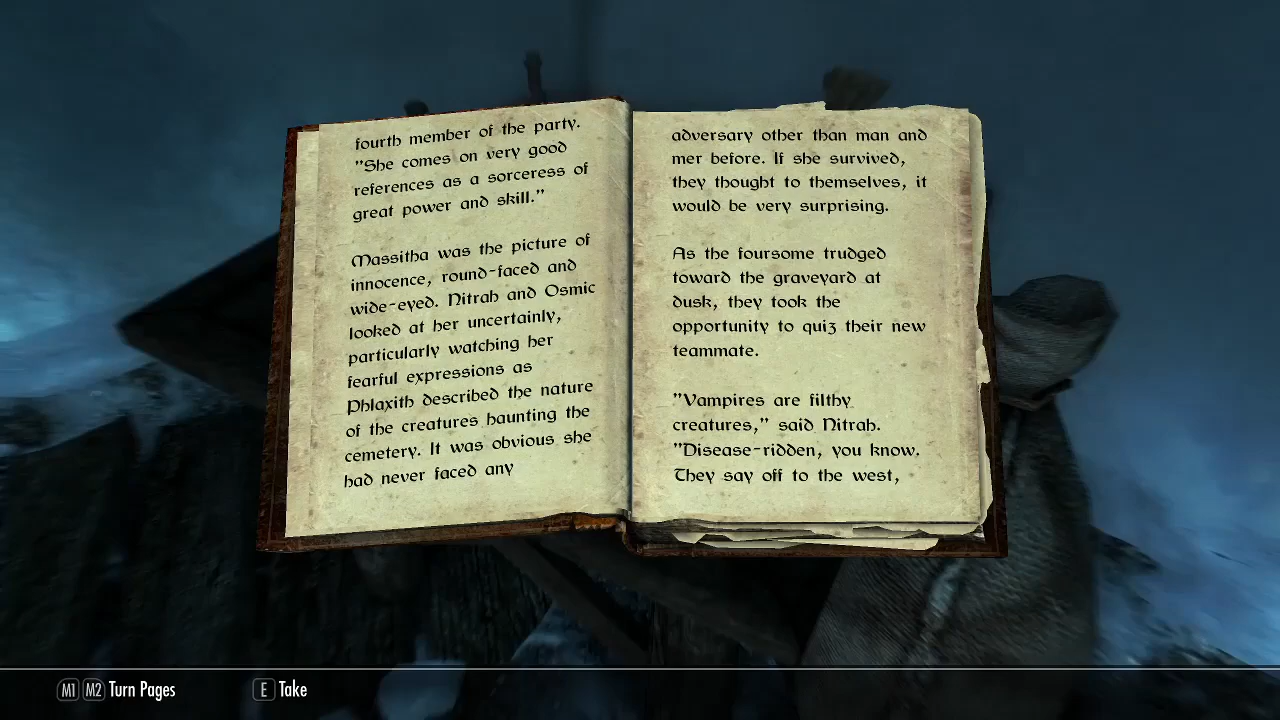 fourth member of the party.
"She comes on very good
references as a sorceress of
great power and skill."
Massitha was the picture of
innocence, round-faced and
wide-eyed. Nitrah and Osmic
looked at her uncertainly,
particularly watching her
fearful expressions as
Phlaxith described the nature
of the creatures haunting the
cemetery. It was obvious she
had never faced any
adversary other than man and
mer before. If she survived,
they thought to themselves, it
would be very surprising.
As the foursome trudged
toward the graveyard at
dusk, they took the
opportunity to quiz their new
teammate.
"Vampires are filthy
creatures," said Nitrah.
"Disease-ridden, you know.
They say off to the west,
M1 M2 Turn Pages
E Take